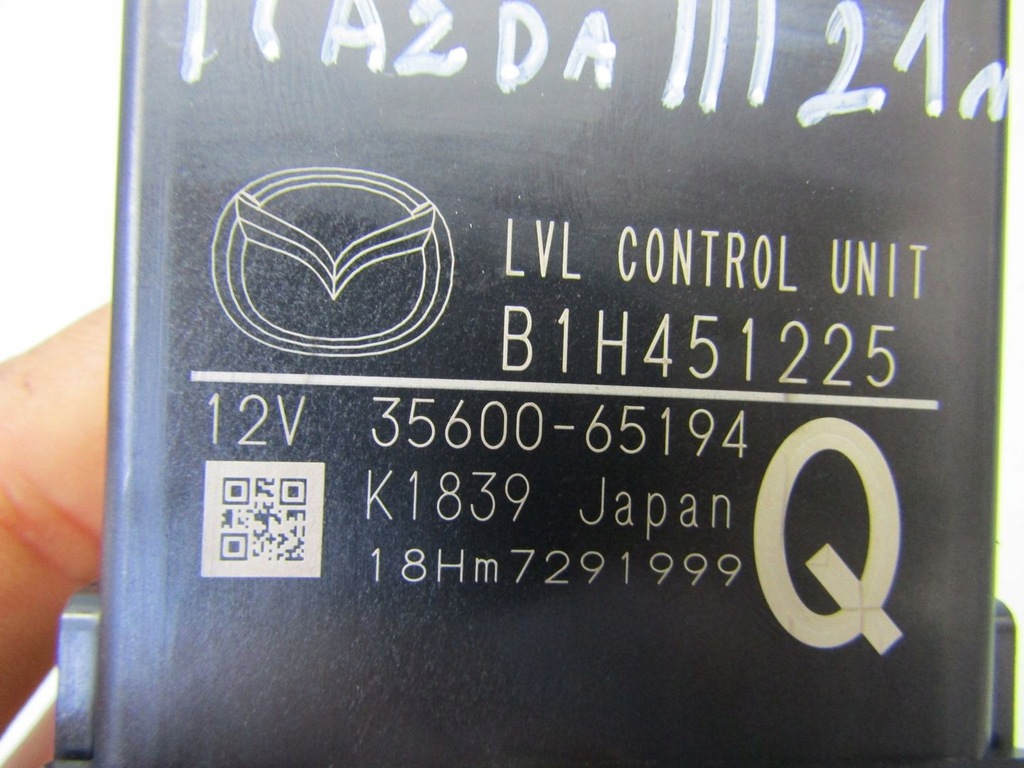 MAZDA III 21
LVL CONTROL UNIT
B1H451225
12V 35600-65194
K1839 Japan
18Hm7291999
Q